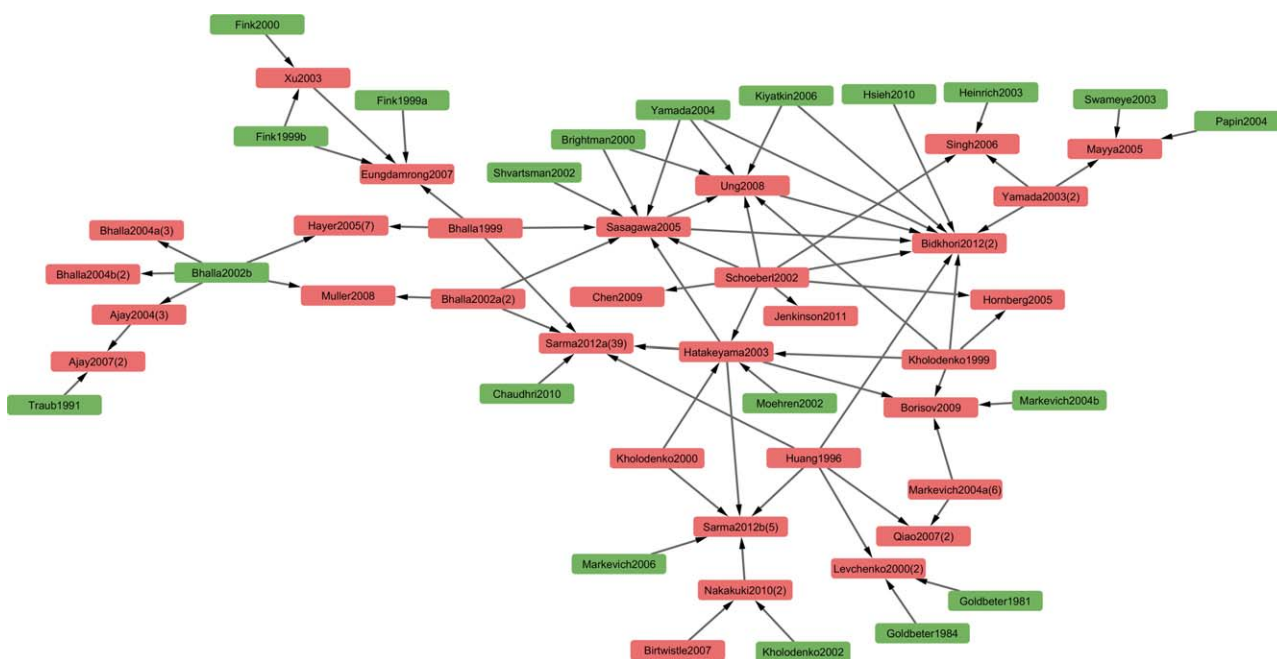 Fink2000
Xu2003
Fink1999a
Fink1999b
Eungdamrong2007
Yamada2004
Kiyatkin2006
Hsieh2010
Heinrich2003
Swameye2003
Papin2004
Brightman2000
Singh2006
Mayya2005
Shvartsman2002
Ung2008
Yamada2003(2)
Bhalla2004a(3)
Hayer2005(7)
Bhalla1999
Sasagawa2005
Bidkhori2012(2)
Bhalla2004b(2)
Bhalla2002b
Muller2008
Bhalla2002a(2)
Chen2009
Schoeberl2002
Hornberg2005
Ajay2004(3)
Jenkinson2011
Ajay2007(2)
Sarma2012a(39)
Hatakeyama2003
Kholodenko1999
Traub1991
Chaudhri2010
Moehren2002
Borisov2009
Markevich2004b
Kholodenko2000
Huang1996
Markevich2004a(6)
Sarma2012b(5)
Qiao2007(2)
Markevich2006
Levchenko2000(2)
Nakakuki2010(2)
Goldbeter1981
Goldbeter1984
Birtwistle2007
Kholodenko2002